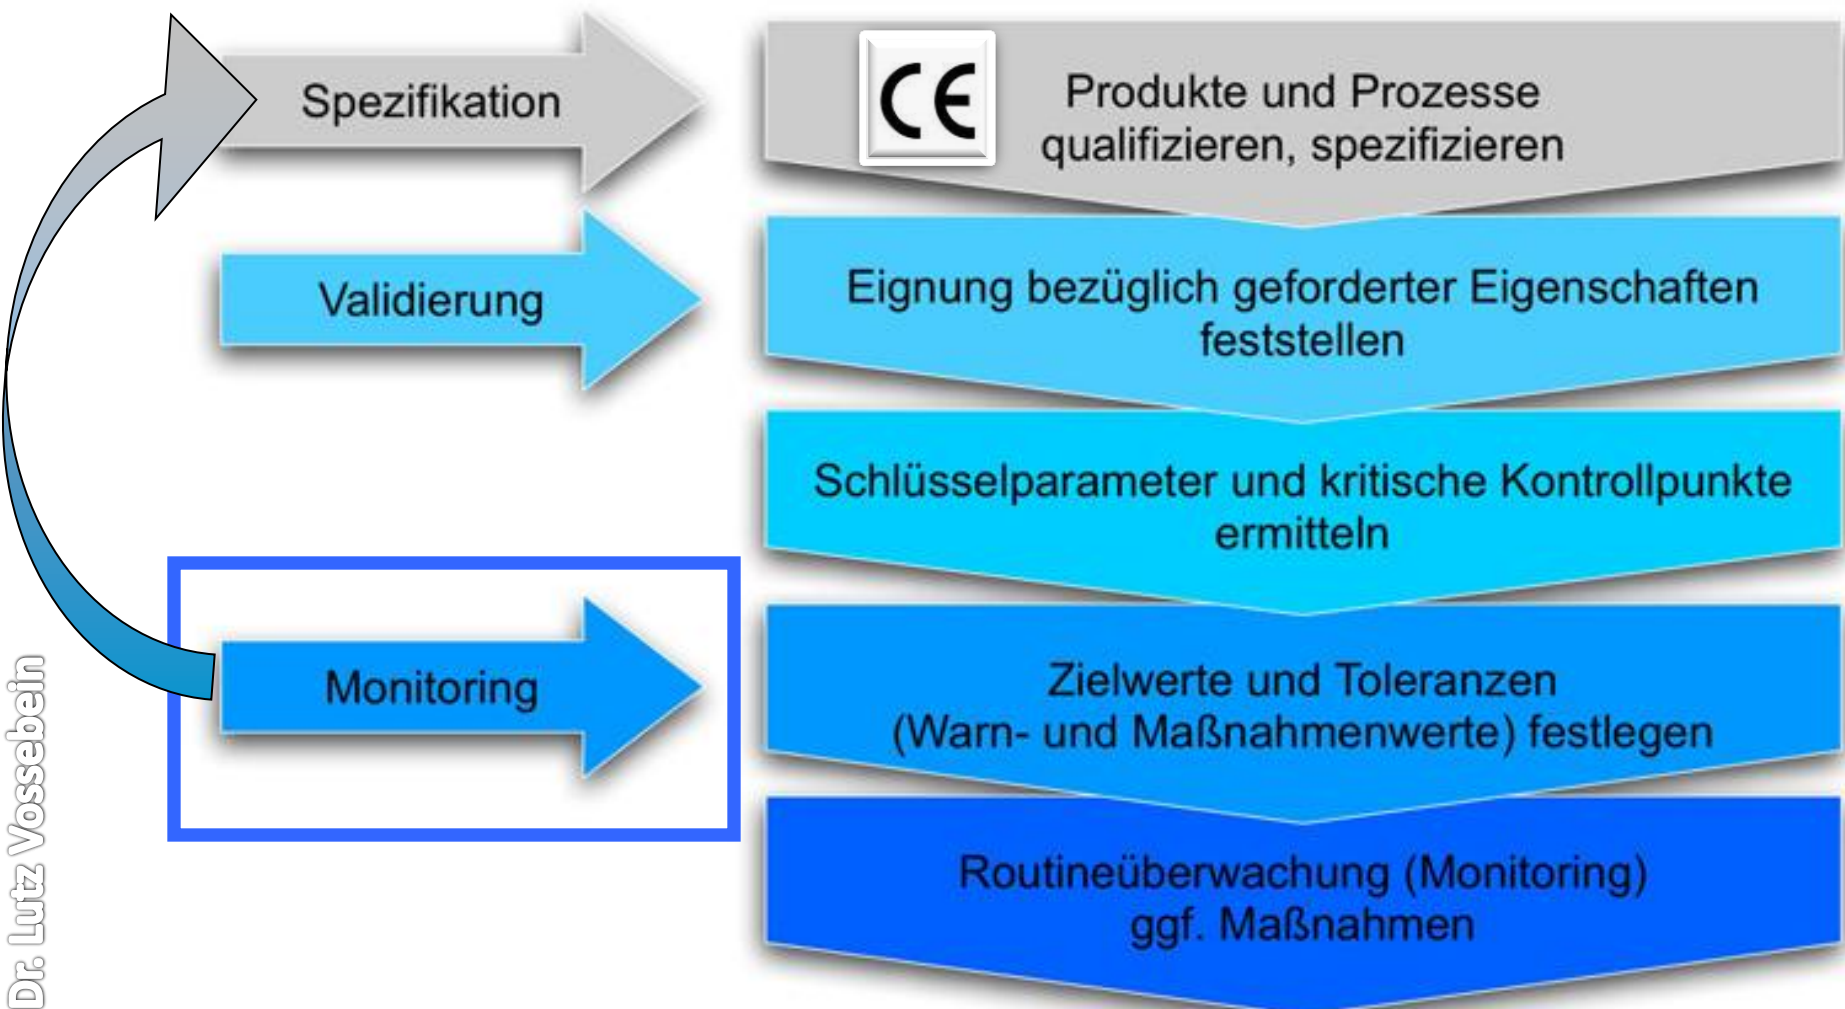 Spezifikation
CE
Produkte und Prozesse
qualifizieren, spezifizieren
Validierung
Eignung bezüglich geforderter Eigenschaften
feststellen
Schlüsselparameter und kritische Kontrollpunkte
ermitteln
Monitoring
Zielwerte und Toleranzen
(Warn- und Maßnahmenwerte) festlegen
Routineüberwachung (Monitoring)
ggf. Maßnahmen
Dr. Lutz Vossebein